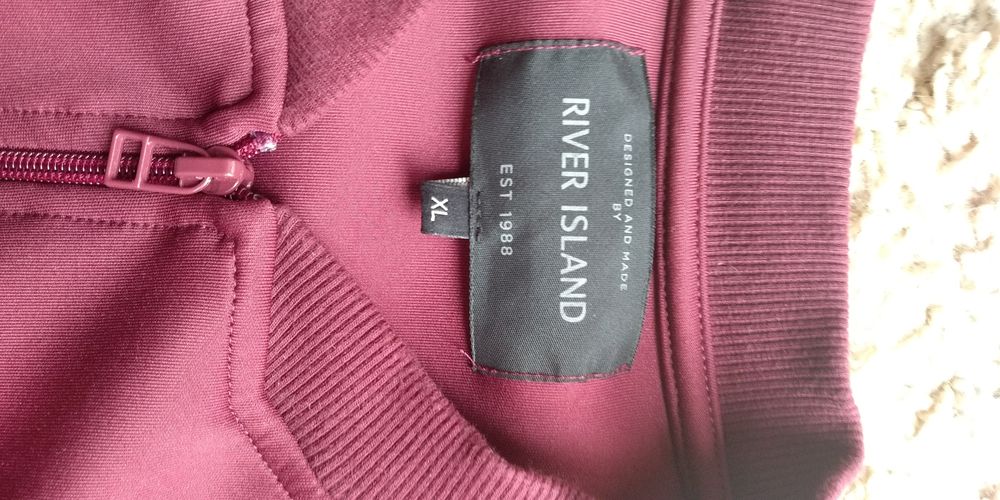 DESIGNED AND MADE
BY
RIVER ISLAND
EST 1988
XL